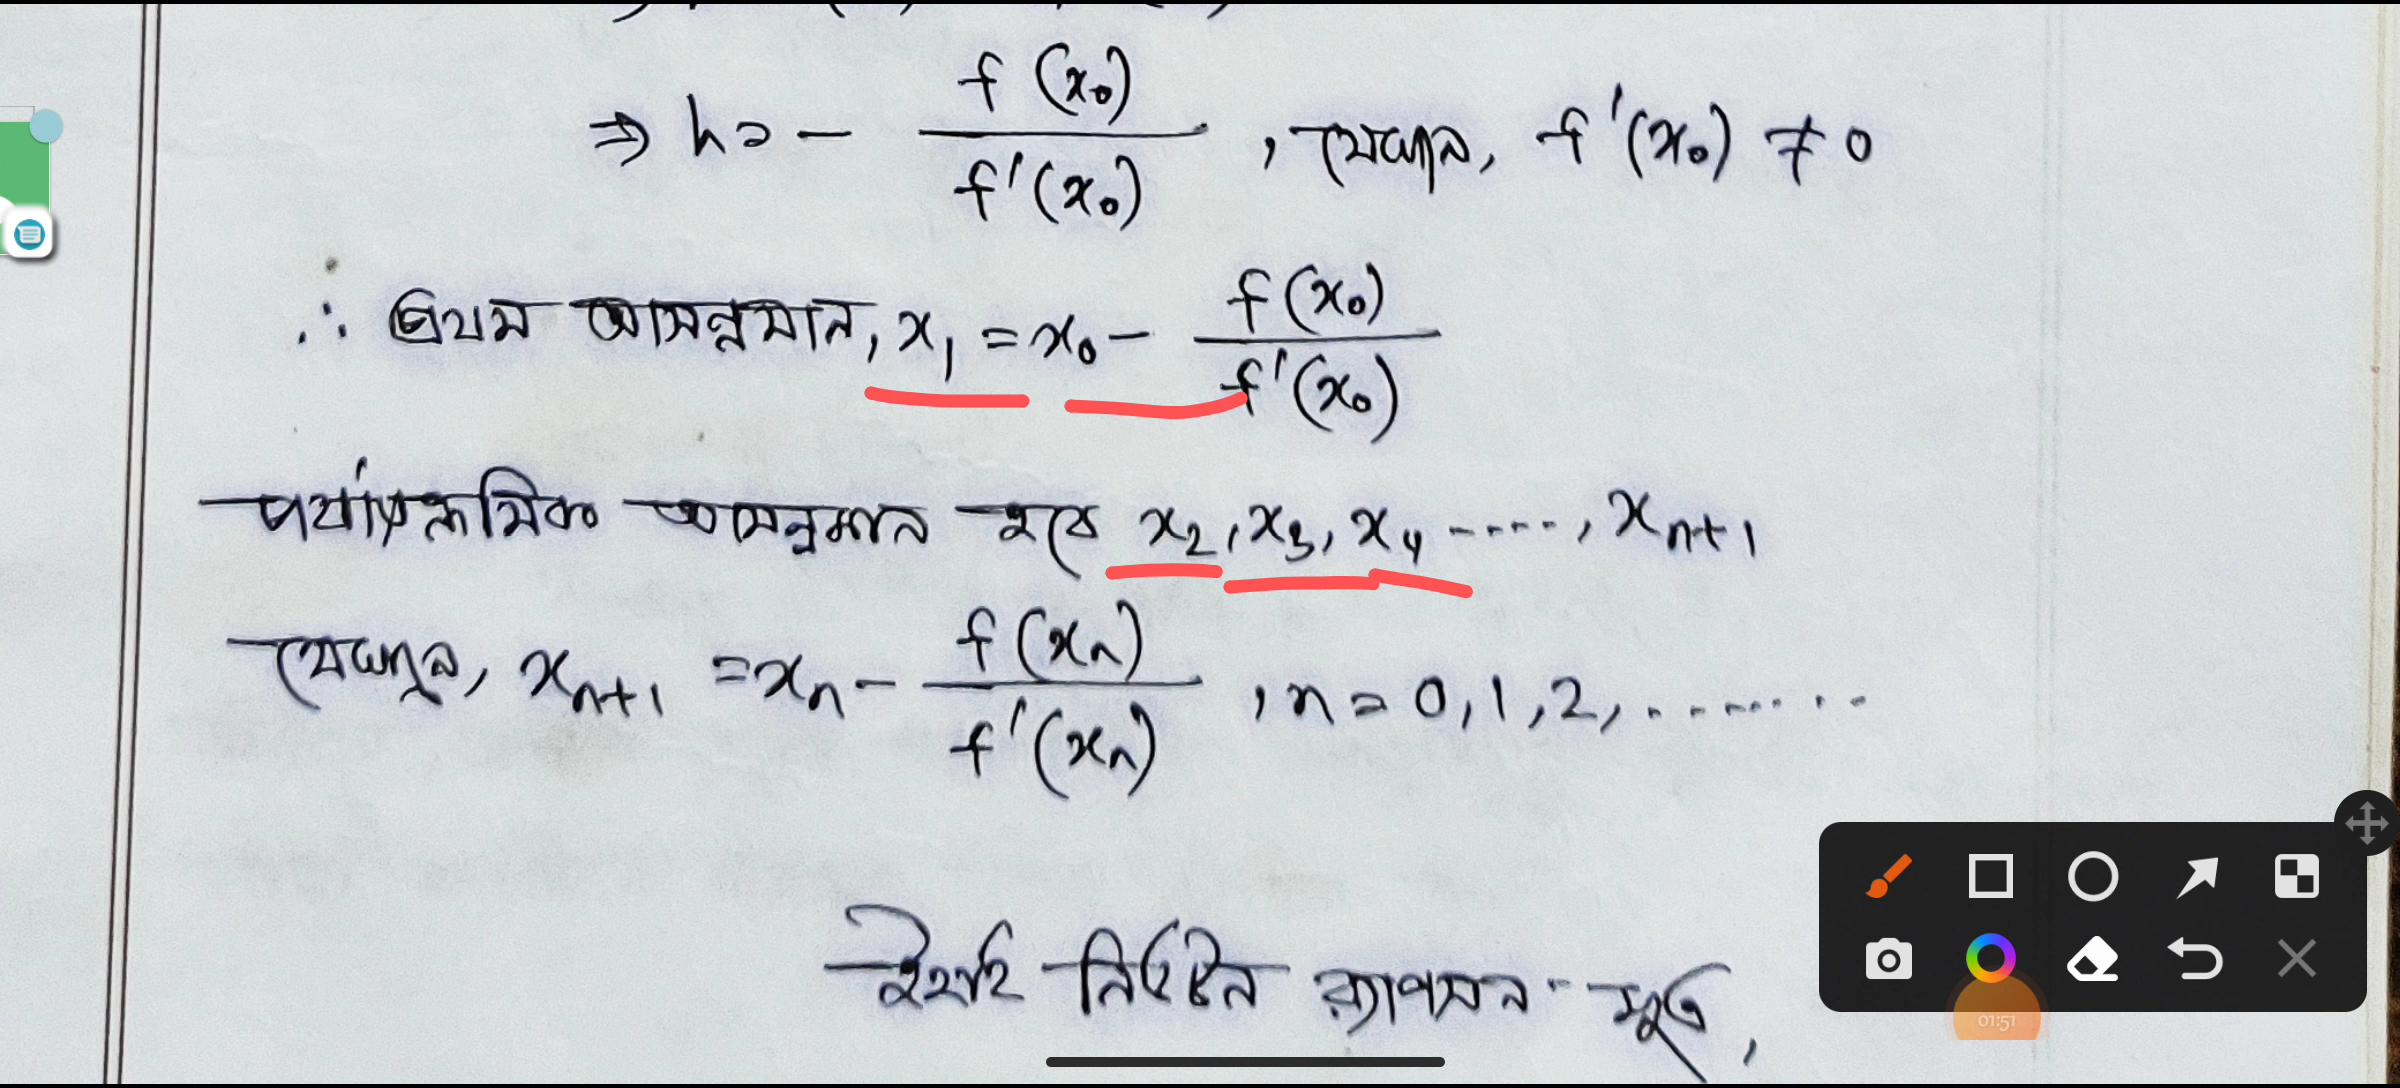 ⇒ h = - f(x₀) / f'(x₀) , যেখানে, f'(x₀) ≠ 0
∴ প্রথম আসন্নমান, x₁ = x₀ - f(x₀) / f'(x₀)
পর্যায়ক্রমিক আসন্নমান হবে x₂, x₃, x₄ ----..., xₙ₊₁
যেখানে, xₙ₊₁ = xₙ - f(xₙ) / f'(xₙ) , n = 0, 1, 2, ........
ইহাই নিউটন র‍্যাপসন সূত্র,
01:51